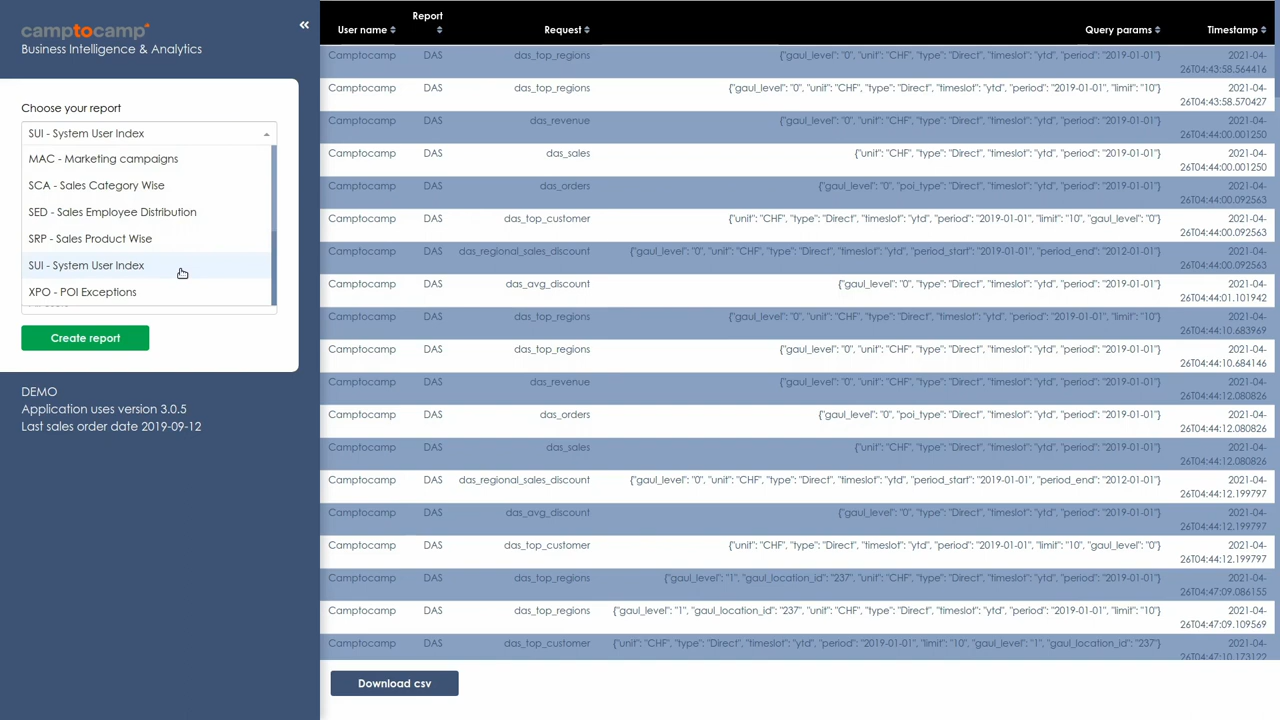 camptocamp
Business Intelligence & Analytics
«
Choose your report
SUI - System User Index
MAC - Marketing campaigns
SCA - Sales Category Wise
SED - Sales Employee Distribution
SRP - Sales Product Wise
SUI - System User Index
XPO - POI Exceptions
Create report
DEMO
Application uses version 3.0.5
Last sales order date 2019-09-12
User name Report Request Query params Timestamp
Camptocamp DAS das_top_regions {"gaul_level": "0", "unit": "CHF", "type": "Direct", "timeslot": "ytd", "period": "2019-01-01"} 2021-04-26T04:43:58.564416
Camptocamp DAS das_top_regions {"gaul_level": "0", "unit": "CHF", "type": "Direct", "timeslot": "ytd", "period": "2019-01-01", "limit": "10"} 2021-04-26T04:43:58.570427
Camptocamp DAS das_revenue {"gaul_level": "0", "unit": "CHF", "type": "Direct", "timeslot": "ytd", "period": "2019-01-01"} 2021-04-26T04:44:00.001250
Camptocamp DAS das_sales {"unit": "CHF", "type": "Direct", "timeslot": "ytd", "period": "2019-01-01"} 2021-04-26T04:44:00.001250
Camptocamp DAS das_orders {"gaul_level": "0", "poi_type": "Direct", "timeslot": "ytd", "period": "2019-01-01"} 2021-04-26T04:44:00.092563
Camptocamp DAS das_top_customer {"unit": "CHF", "type": "Direct", "timeslot": "ytd", "period": "2019-01-01", "limit": "10", "gaul_level": "0"} 2021-04-26T04:44:00.092563
Camptocamp DAS das_regional_sales_discount {"gaul_level": "0", "unit": "CHF", "type": "Direct", "timeslot": "ytd", "period_start": "2019-01-01", "period_end": "2012-01-01"} 2021-04-26T04:44:00.092563
Camptocamp DAS das_avg_discount {"gaul_level": "0", "type": "Direct", "timeslot": "ytd", "period": "2019-01-01"} 2021-04-26T04:44:01.101942
Camptocamp DAS das_top_regions {"gaul_level": "0", "unit": "CHF", "type": "Direct", "timeslot": "ytd", "period": "2019-01-01", "limit": "10"} 2021-04-26T04:44:10.683969
Camptocamp DAS das_top_regions {"gaul_level": "0", "unit": "CHF", "type": "Direct", "timeslot": "ytd", "period": "2019-01-01"} 2021-04-26T04:44:10.684146
Camptocamp DAS das_revenue {"gaul_level": "0", "unit": "CHF", "type": "Direct", "timeslot": "ytd", "period": "2019-01-01"} 2021-04-26T04:44:12.080826
Camptocamp DAS das_orders {"gaul_level": "0", "poi_type": "Direct", "timeslot": "ytd", "period": "2019-01-01"} 2021-04-26T04:44:12.080826
Camptocamp DAS das_sales {"unit": "CHF", "type": "Direct", "timeslot": "ytd", "period": "2019-01-01"} 2021-04-26T04:44:12.080826
Camptocamp DAS das_regional_sales_discount {"gaul_level": "0", "unit": "CHF", "type": "Direct", "timeslot": "ytd", "period_start": "2019-01-01", "period_end": "2012-01-01"} 2021-04-26T04:44:12.199797
Camptocamp DAS das_avg_discount {"gaul_level": "0", "type": "Direct", "timeslot": "ytd", "period": "2019-01-01"} 2021-04-26T04:44:12.199797
Camptocamp DAS das_top_customer {"unit": "CHF", "type": "Direct", "timeslot": "ytd", "period": "2019-01-01", "limit": "10", "gaul_level": "0"} 2021-04-26T04:44:12.199797
Camptocamp DAS das_top_regions {"gaul_level": "1", "gaul_location_id": "237", "unit": "CHF", "type": "Direct", "timeslot": "ytd", "period": "2019-01-01"} 2021-04-26T04:47:09.086155
Camptocamp DAS das_top_regions {"gaul_level": "1", "gaul_location_id": "237", "unit": "CHF", "type": "Direct", "timeslot": "ytd", "period": "2019-01-01", "limit": "10"} 2021-04-26T04:47:09.109569
Camptocamp DAS das_top_customer {"unit": "CHF", "type": "Direct", "timeslot": "ytd", "period": "2019-01-01", "limit": "10", "gaul_level": "1", "gaul_location_id": "237"} 2021-04-26T04:47:10.173122
Download csv